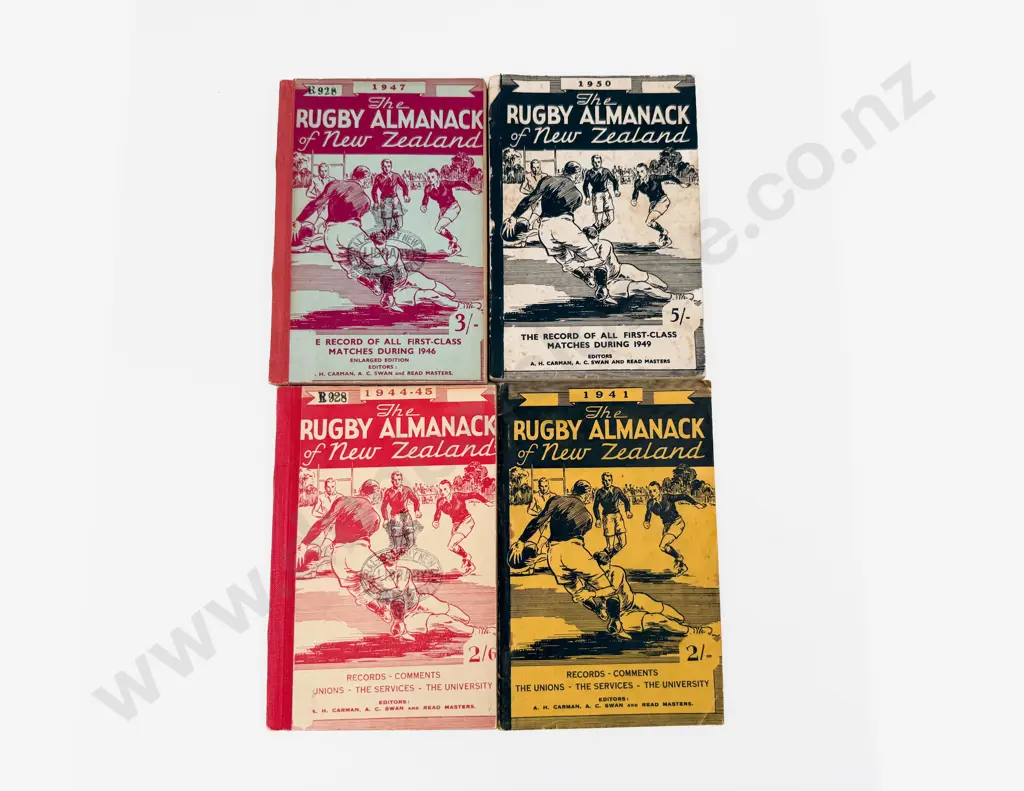 R928
1947
The
RUGBY ALMANACK
of New Zealand
3/-
E RECORD OF ALL FIRST-CLASS
MATCHES DURING 1946
ENLARGED EDITION
EDITORS:
. H. CARMAN, A. C. SWAN and READ MASTERS.
1950
The
RUGBY ALMANACK
of New Zealand
5/-
THE RECORD OF ALL FIRST-CLASS
MATCHES DURING 1949
EDITORS
A. H. CARMAN, A. C. SWAN AND READ MASTERS
R928
1944-45
The
RUGBY ALMANACK
of New Zealand
2/6
RECORDS - COMMENTS
UNIONS - THE SERVICES - THE UNIVERSITY
EDITORS:
. H. CARMAN, A. C. SWAN AND READ MASTERS.
1941
The
RUGBY ALMANACK
of New Zealand
2/-
RECORDS - COMMENTS
THE UNIONS - THE SERVICES - THE UNIVERSITY
EDITORS:
A. H. CARMAN, A. C. SWAN AND READ MASTERS.